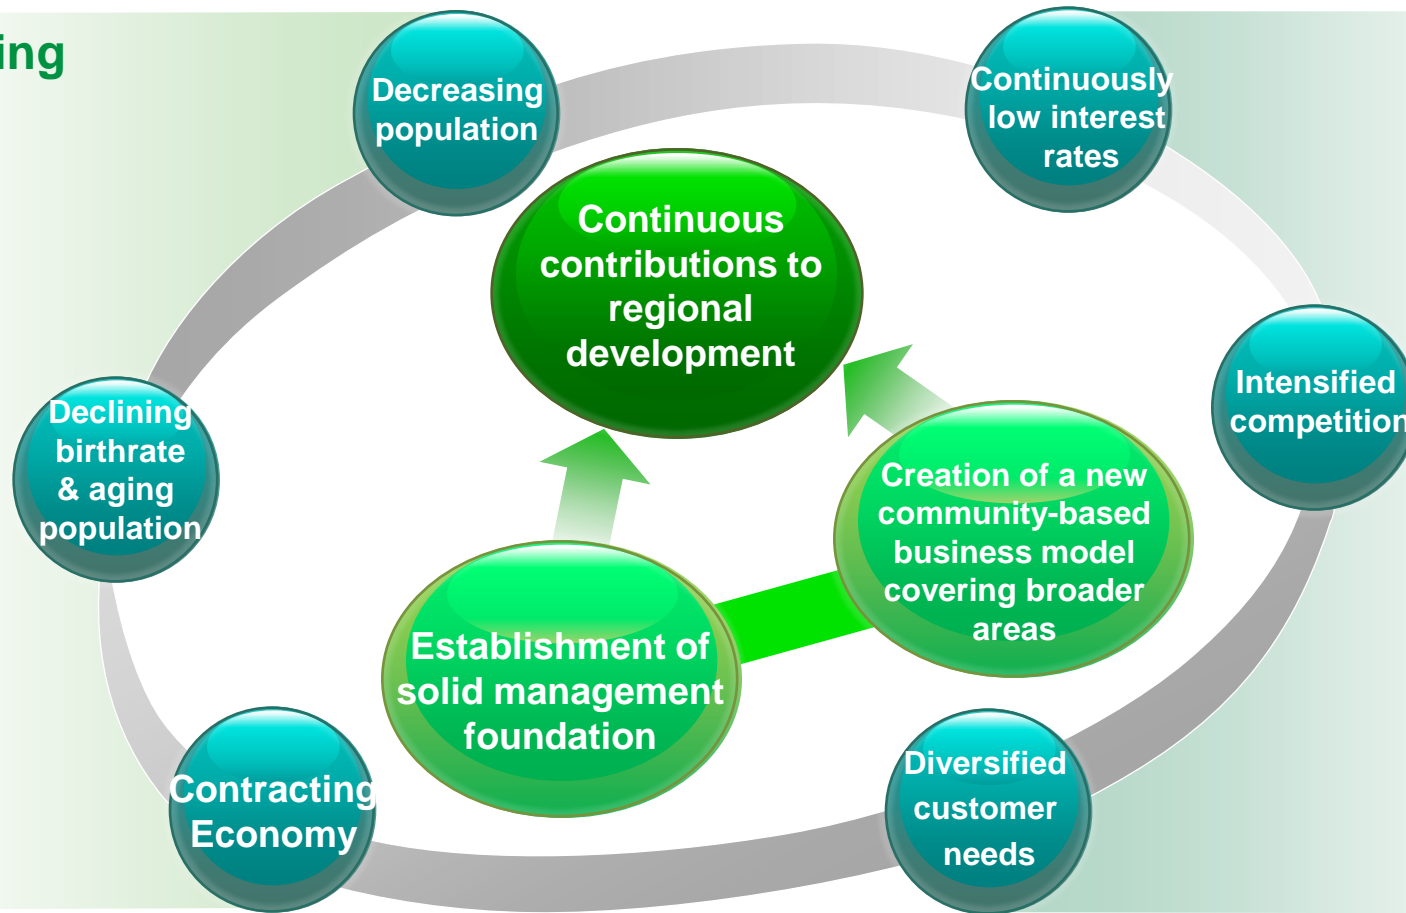 ing
Decreasing
population
Continuously
low interest
rates
Continuous
contributions to
regional
development
Intensified
competition
Declining
birthrate
& aging
population
Creation of a new
community-based
business model
covering broader
areas
Establishment of
solid management
foundation
Contracting
Economy
Diversified
customer
needs